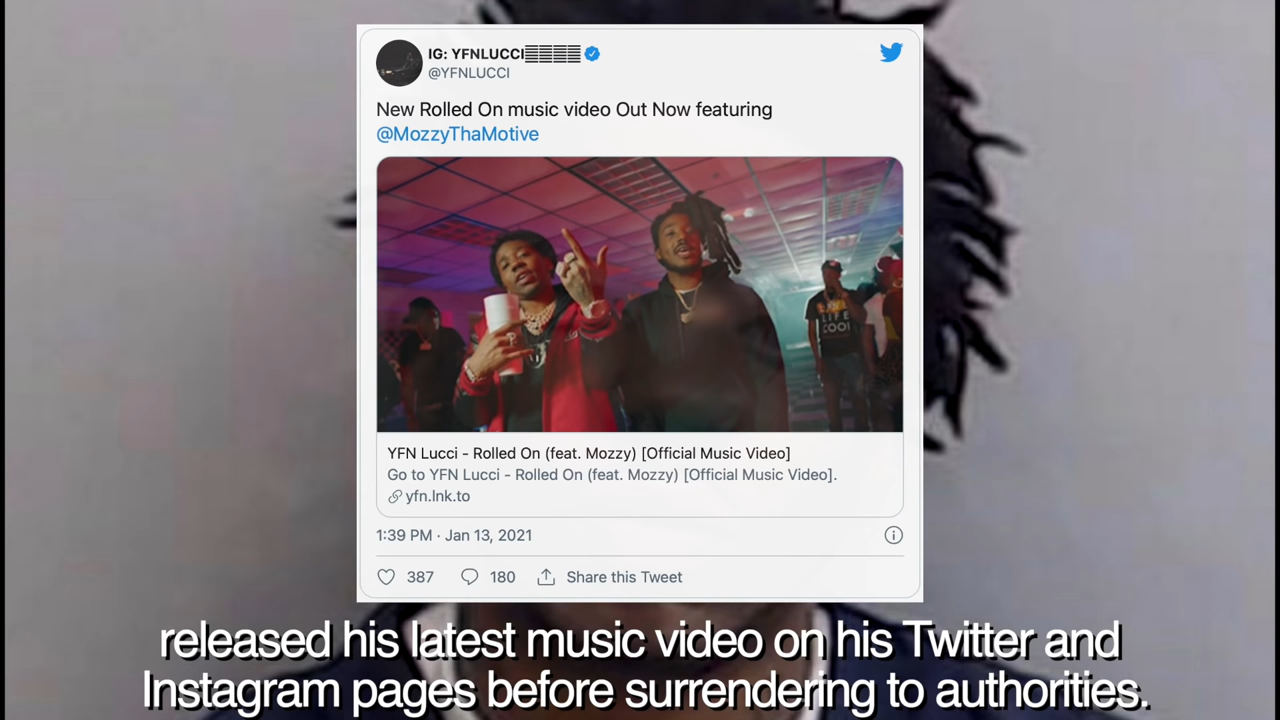 IG: YFNLUCCI
@YFNLUCCI
New Rolled On music video Out Now featuring
@MozzyThaMotive
LIFE
COOL
YFN Lucci - Rolled On (feat. Mozzy) [Official Music Video]
Go to YFN Lucci - Rolled On (feat. Mozzy) [Official Music Video].
yfn.lnk.to
1:39 PM · Jan 13, 2021
387
180
Share this Tweet
released his latest music video on his Twitter and
Instagram pages before surrendering to authorities.